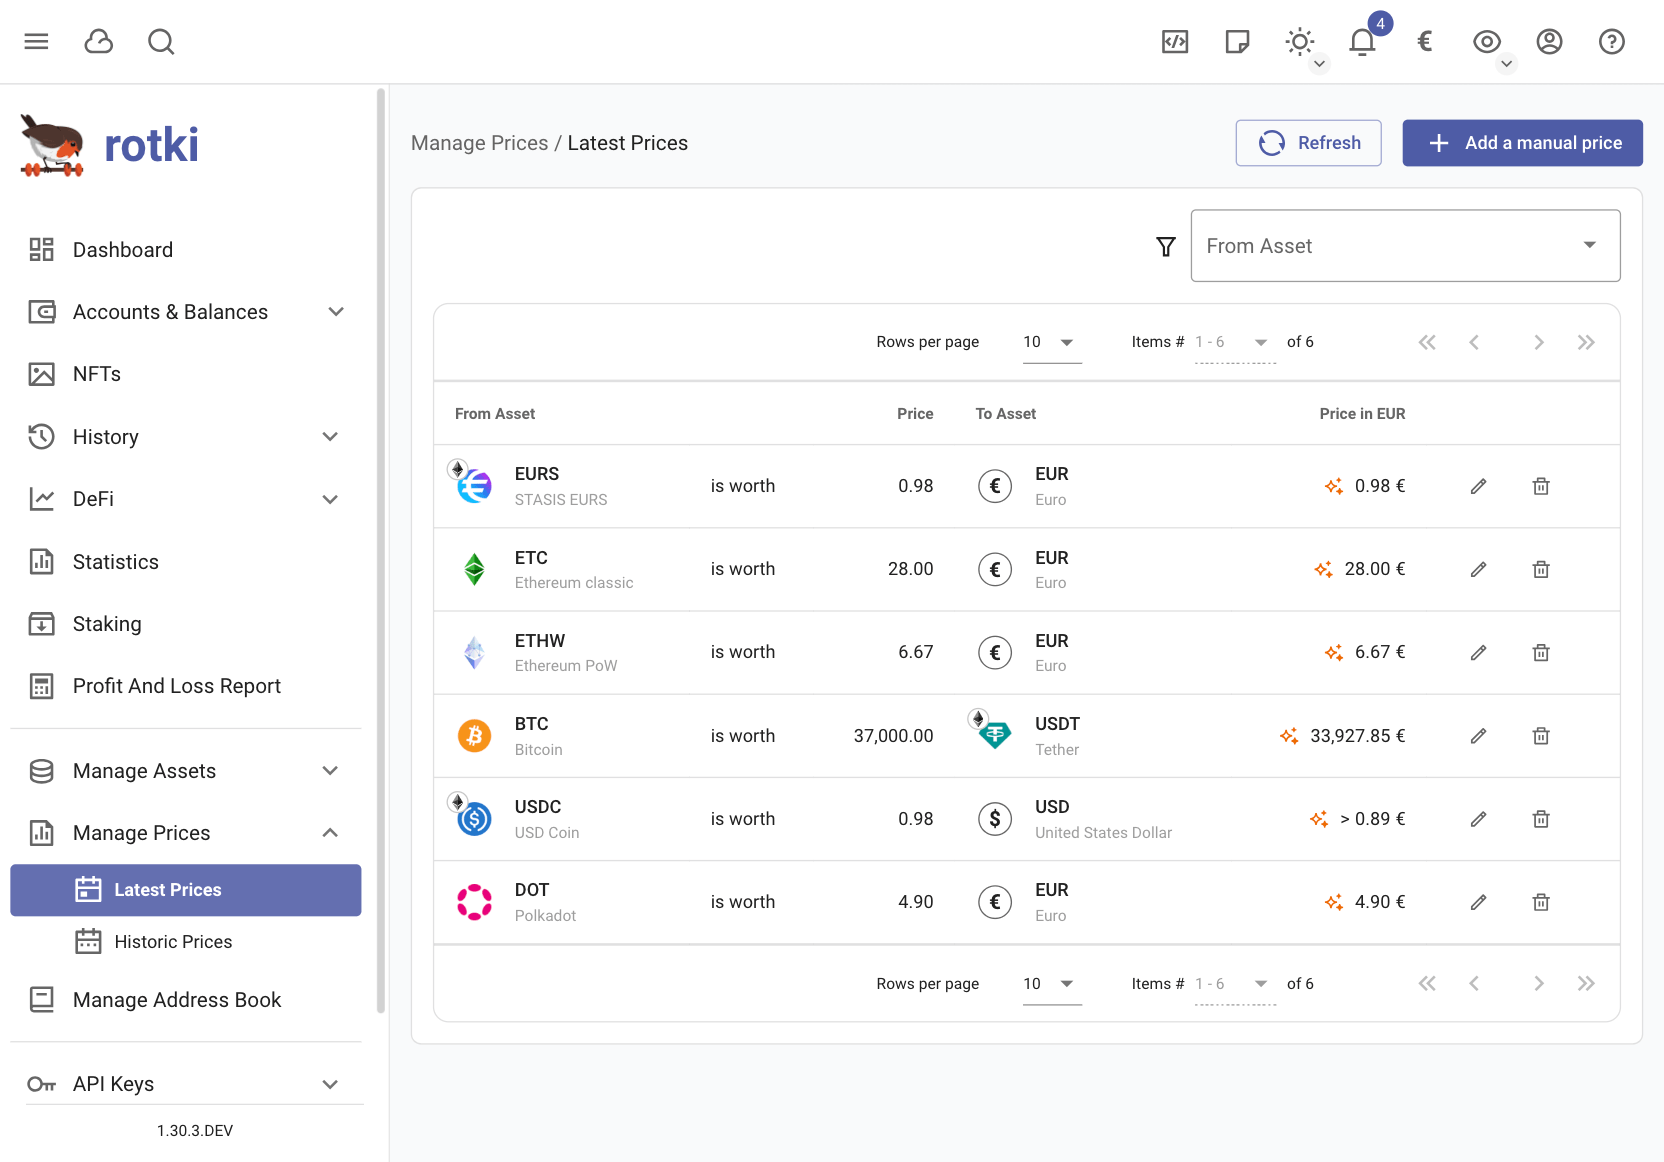 4
€
rotki
Manage Prices / Latest Prices
Refresh
Add a manual price
From Asset
Dashboard
Accounts & Balances
NFTs
History
DeFi
Statistics
Staking
Profit And Loss Report
Manage Assets
Manage Prices
Latest Prices
Historic Prices
Manage Address Book
API Keys
1.30.3.DEV
Rows per page 10 Items # 1 - 6 of 6
From Asset Price To Asset Price in EUR
EURS is worth 0.98 € EUR 0.98 €
STASIS EURS Euro
ETC is worth 28.00 € EUR 28.00 €
Ethereum classic Euro
ETHW is worth 6.67 € EUR 6.67 €
Ethereum PoW Euro
BTC is worth 37,000.00 USDT 33,927.85 €
Bitcoin Tether
USDC is worth 0.98 $ USD > 0.89 €
USD Coin United States Dollar
DOT is worth 4.90 € EUR 4.90 €
Polkadot Euro
Rows per page 10 Items # 1 - 6 of 6